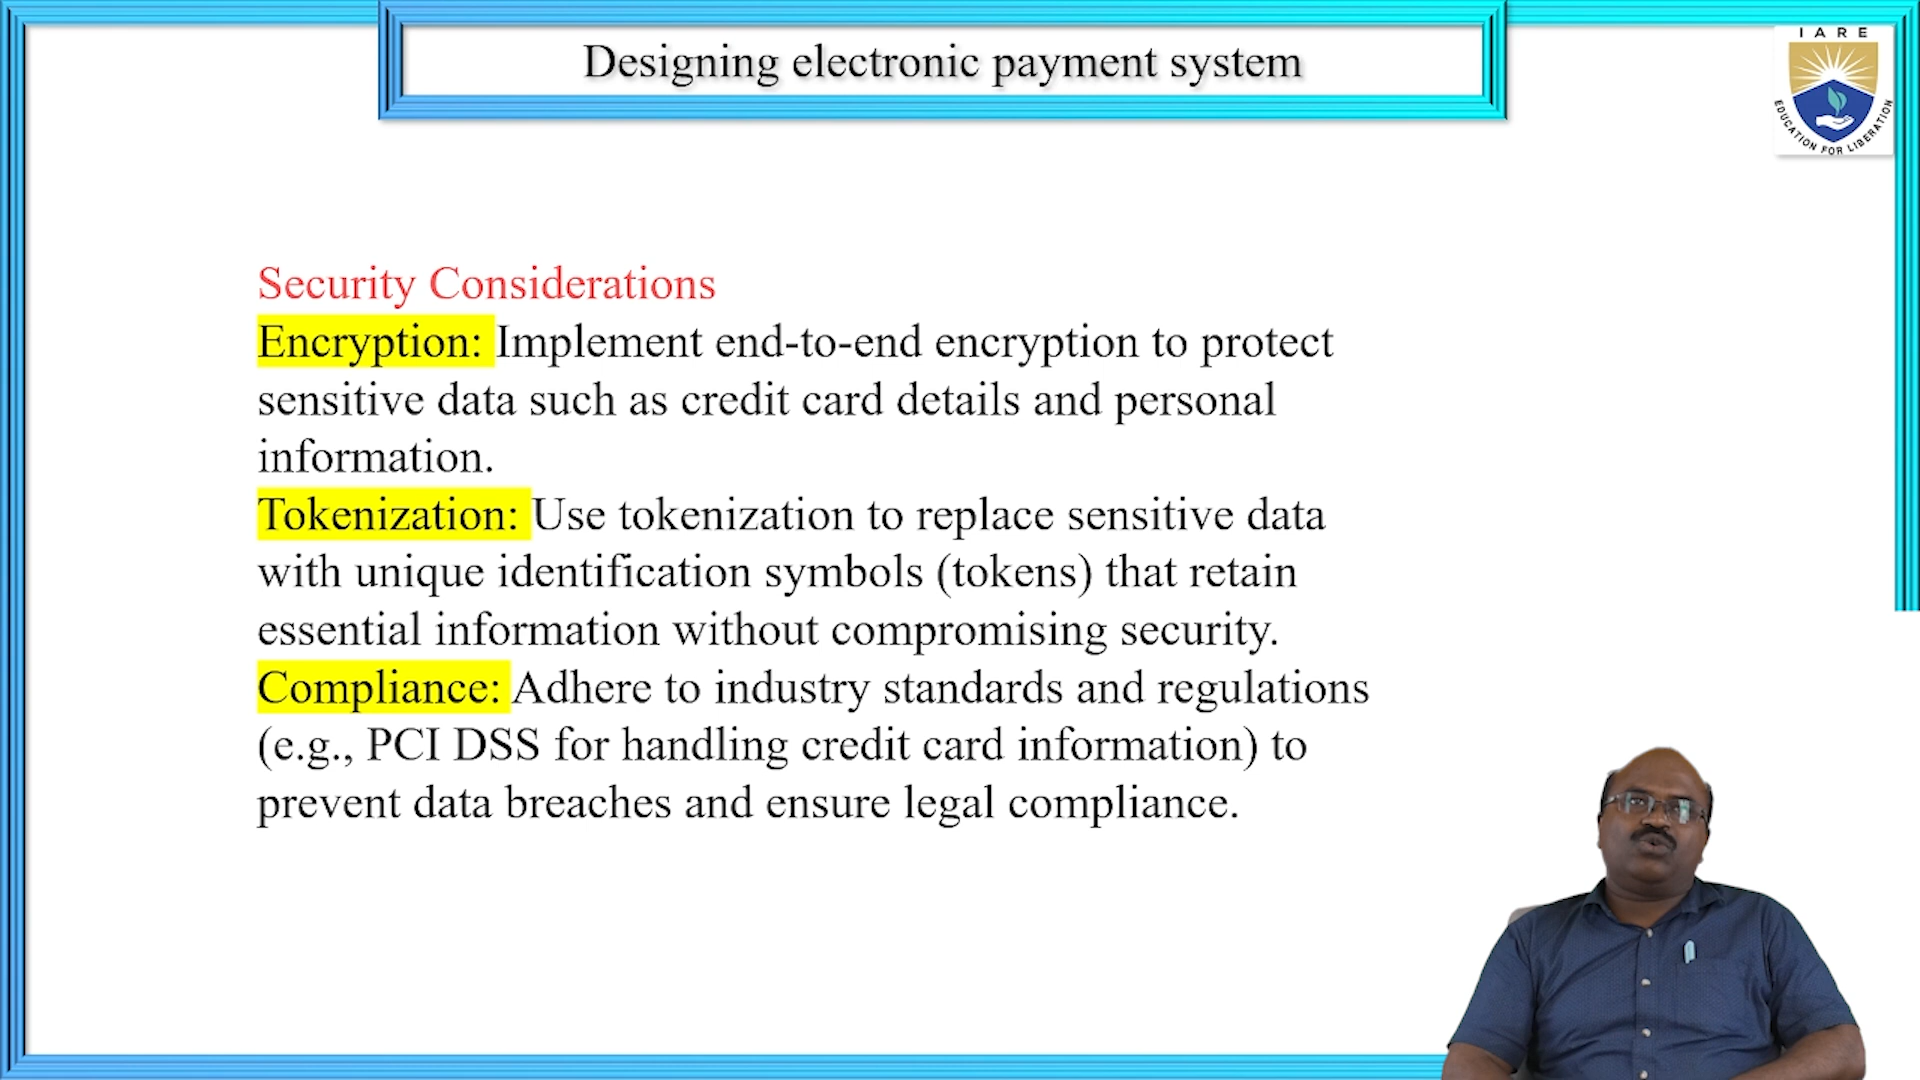 Designing electronic payment system
IARE
EDUCATION FOR LIBERATION
Security Considerations
Encryption: Implement end-to-end encryption to protect
sensitive data such as credit card details and personal
information.
Tokenization: Use tokenization to replace sensitive data
with unique identification symbols (tokens) that retain
essential information without compromising security.
Compliance: Adhere to industry standards and regulations
(e.g., PCI DSS for handling credit card information) to
prevent data breaches and ensure legal compliance.